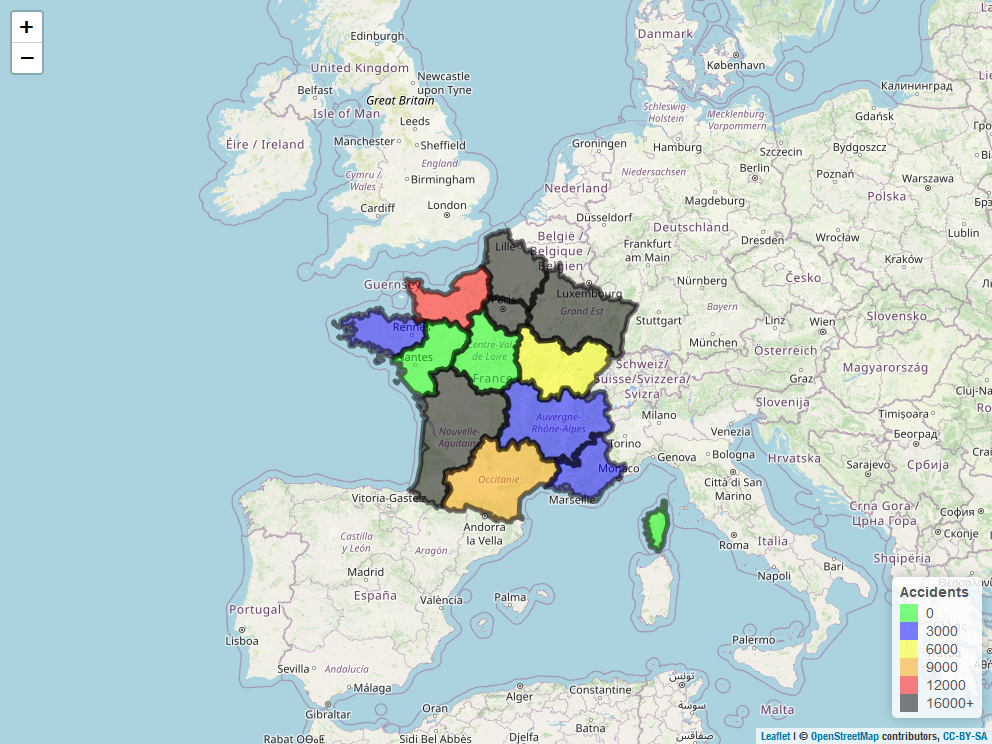 +
−
Edinburgh
Danmark
København
United Kingdom
Newcastle
upon Tyne
Belfast
Great Britain
Isle of Man
Leeds
Калининград
Schleswig-
Holstein
Mecklenburg-
Vorpommern
Gdańsk
Éire / Ireland
Manchester
Sheffield
Groningen
Hamburg
Szczecin
Bydgoszcz
England
Cymru /
Wales
Birmingham
Niedersachsen
Berlin
Poznań
Warszawa
Nederland
Polska
Cardiff
London
Magdeburg
Düsseldorf
Deutschland
Lublin
Lille
België /
Belgique /
Belgien
Frankfurt
am Main
Dresden
Wrocław
Kraków
Guernsey
Luxembourg
Nürnberg
Česko
Paris
Grand Est
Bayern
Stuttgart
Linz
Wien
Slovensko
Rennes
München
Österreich
Nantes
Centre-Val
de Loire
France
Schweiz/
Suisse/Svizzera/
Svizra
Graz
Magyarország
Cluj-Na
Slovenija
Auvergne-
Rhône-Alpes
Milano
Timișoara
Nouvelle-
Aquitaine
Torino
Venezia
Београд
Genova
Bologna
Hrvatska
Sarajevo
Србија
Occitanie
Monaco
Marseille
Città di San
Marino
Vitoria-Gasteiz
Crna Gora /
Црна Гора
София
Andorra
la Vella
Скопје
Castilla
y León
Aragón
Roma
Italia
Shqipëria
Madrid
Napoli
Bari
España
València
Palma
Portugal
Lisboa
Palermo
Sevilla
Andalucía
Málaga
Gibraltar
Alger
Constantine
تونس
سوسة
Oran
Malta
Batna
صفاقس
Rabat ⵔⴱⴰⵟ
Sidi Bel Abbès
Djelfa
Accidents
0
3000
6000
9000
12000
16000+
Leaflet | © OpenStreetMap contributors, CC-BY-SA